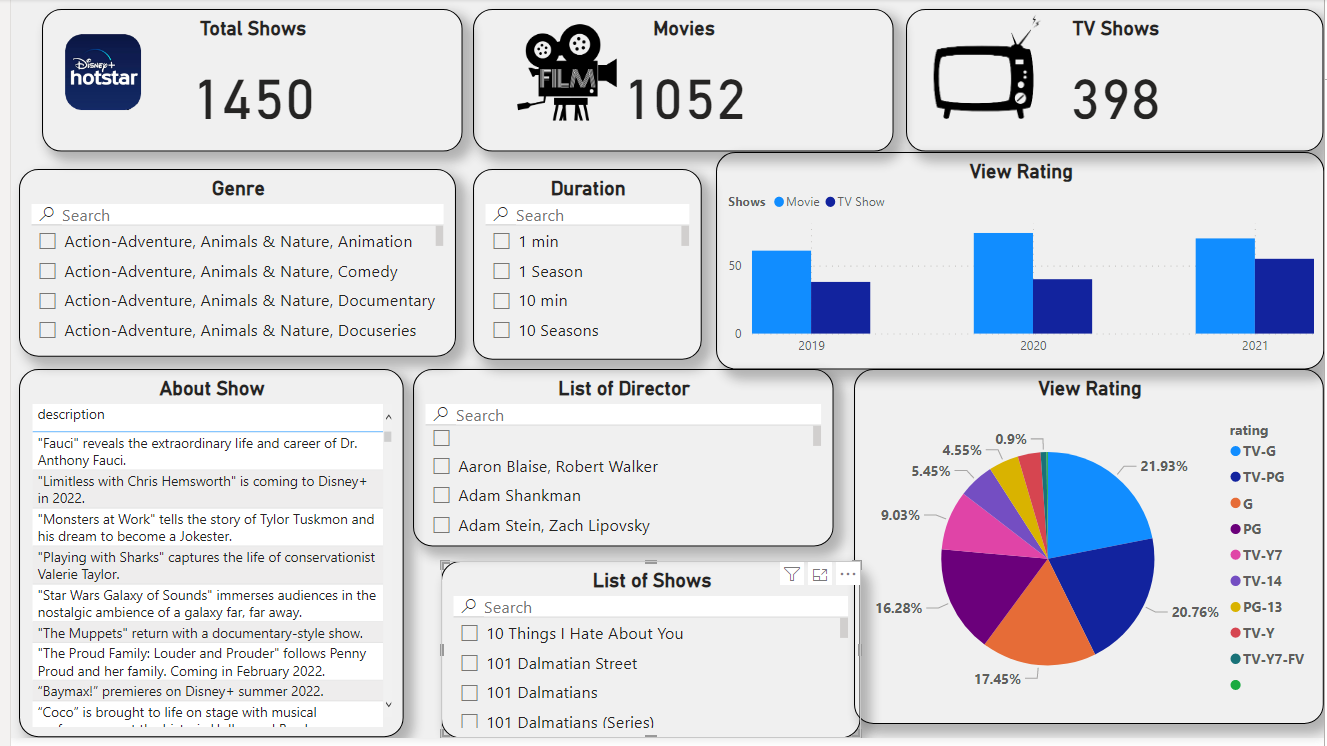 Total Shows
Disney+
hotstar
1450
Movies
FILM
1052
TV Shows
398
Genre
Search
Action-Adventure, Animals & Nature, Animation
Action-Adventure, Animals & Nature, Comedy
Action-Adventure, Animals & Nature, Documentary
Action-Adventure, Animals & Nature, Docuseries
Duration
Search
1 min
1 Season
10 min
10 Seasons
View Rating
Shows Movie TV Show
50
0
2019 2020 2021
About Show
description
"Fauci" reveals the extraordinary life and career of Dr.
Anthony Fauci.
"Limitless with Chris Hemsworth" is coming to Disney+
in 2022.
"Monsters at Work" tells the story of Tylor Tuskmon and
his dream to become a Jokester.
"Playing with Sharks" captures the life of conservationist
Valerie Taylor.
"Star Wars Galaxy of Sounds" immerses audiences in the
nostalgic ambience of a galaxy far, far away.
"The Muppets" return with a documentary-style show.
"The Proud Family: Louder and Prouder" follows Penny
Proud and her family. Coming in February 2022.
"Baymax!" premieres on Disney+ summer 2022.
"Coco" is brought to life on stage with musical
List of Director
Search
Aaron Blaise, Robert Walker
Adam Shankman
Adam Stein, Zach Lipovsky
List of Shows
Search
10 Things I Hate About You
101 Dalmatian Street
101 Dalmatians
101 Dalmatians (Series)
View Rating
0.9%
4.55%
5.45%
9.03%
16.28%
17.45%
20.76%
21.93%
rating
TV-G
TV-PG
G
PG
TV-Y7
TV-14
PG-13
TV-Y
TV-Y7-FV